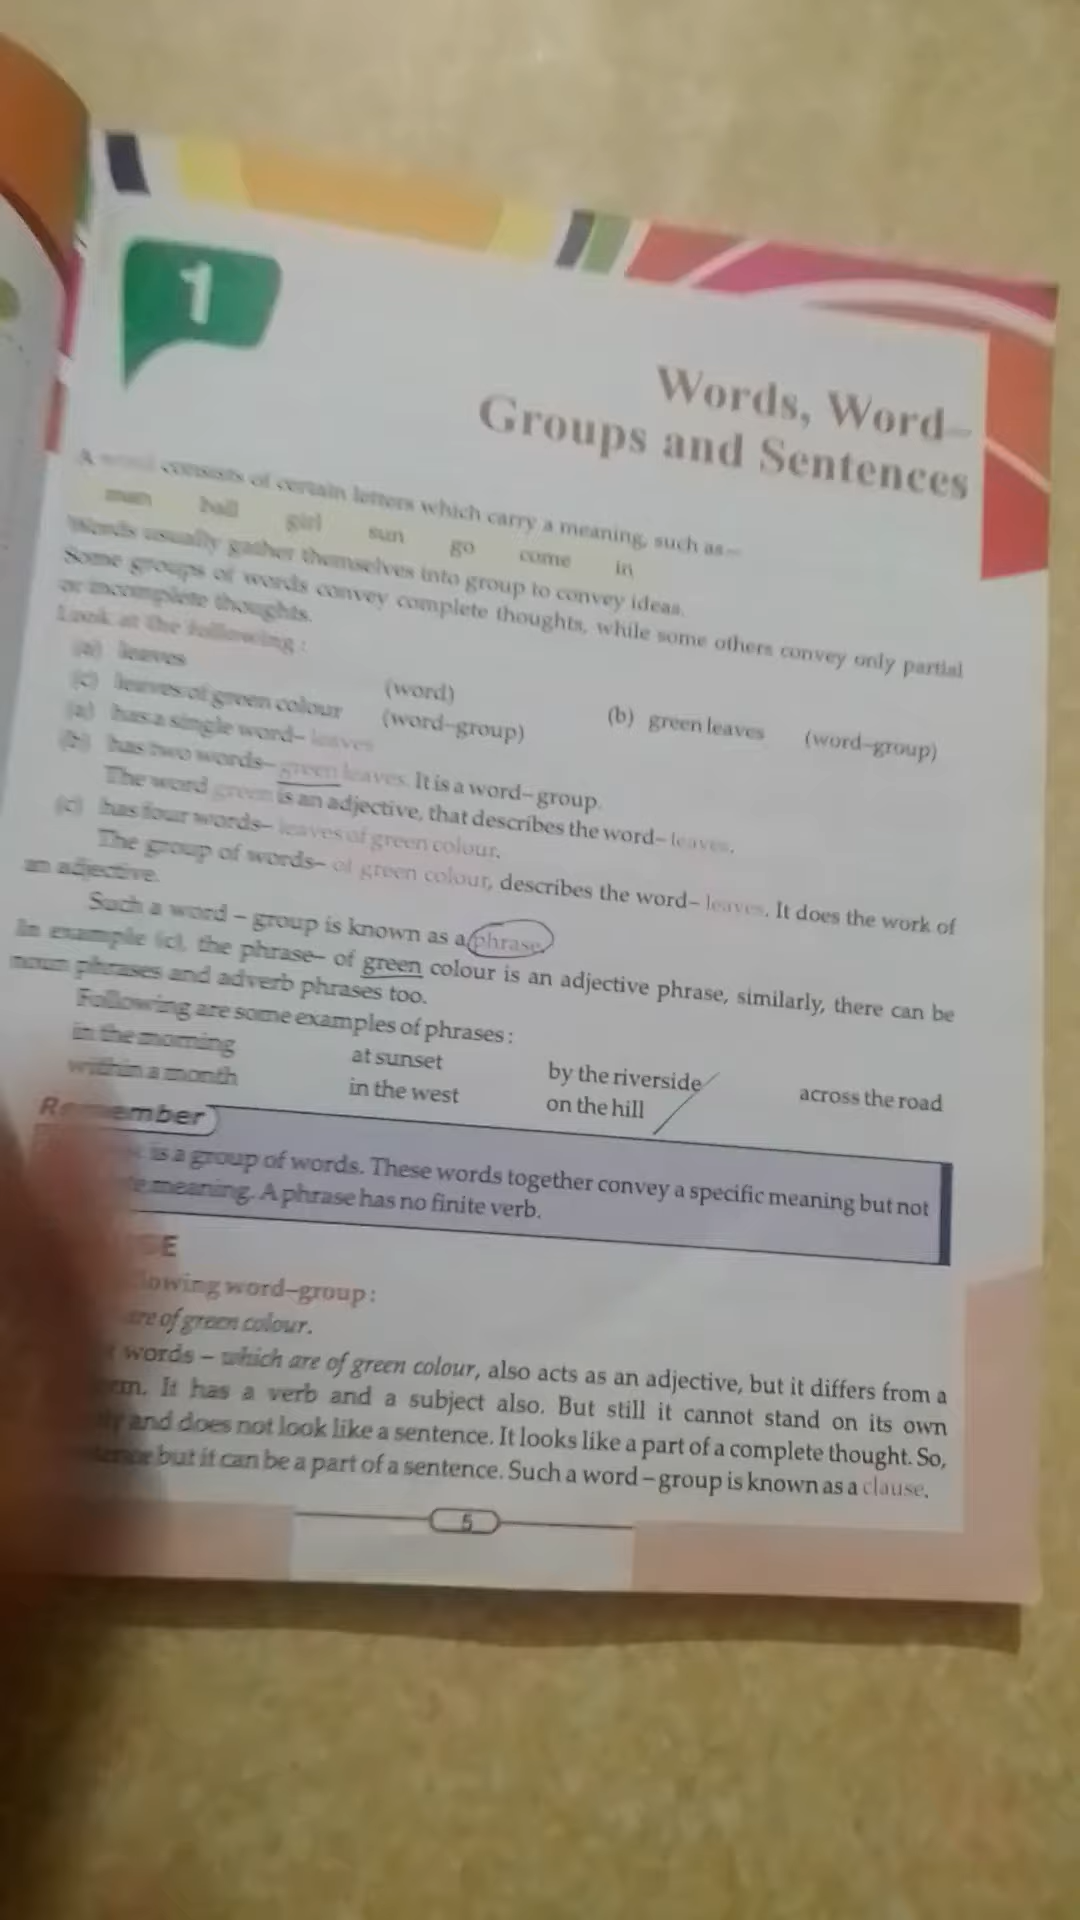 1
Words, Word-
Groups and Sentences
A word consists of certain letters which carry a meaning, such as—
man ball girl sun go come in
Words usually gather themselves into group to convey ideas.
Some groups of words convey complete thoughts, while some others convey only partial
or incomplete thoughts.
Look at the following :
(a) leaves (word) (b) green leaves (word–group)
(c) leaves of green colour (word–group)
(a) has a single word– leaves
(b) has two words– green leaves. It is a word–group.
The word green is an adjective, that describes the word– leaves.
(c) has four words– leaves of green colour.
The group of words– of green colour, describes the word– leaves. It does the work of
an adjective.
Such a word – group is known as a phrase.
In example (c), the phrase– of green colour is an adjective phrase, similarly, there can be
noun phrases and adverb phrases too.
Following are some examples of phrases :
in the morning at sunset by the riverside across the road
within a month in the west on the hill
Remember
is a group of words. These words together convey a specific meaning but not
meaning. A phrase has no finite verb.
lowing word–group :
are of green colour.
words – which are of green colour, also acts as an adjective, but it differs from a
It has a verb and a subject also. But still it cannot stand on its own
and does not look like a sentence. It looks like a part of a complete thought. So,
but it can be a part of a sentence. Such a word – group is known as a clause.
5